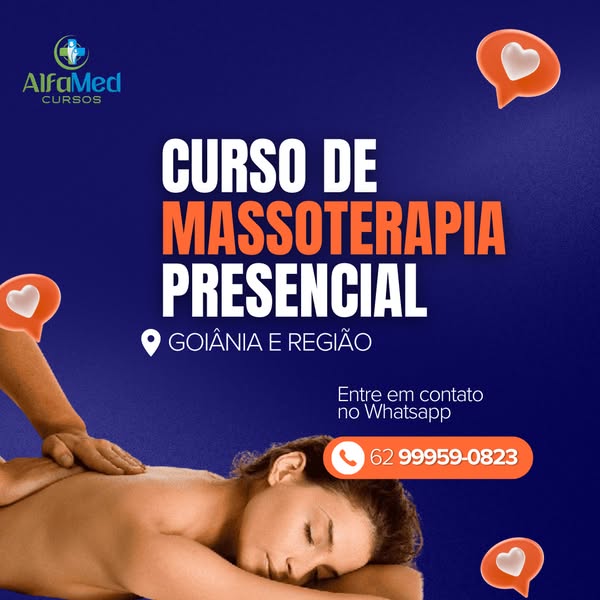 AlfaMed
CURSOS
CURSO DE
MASSOTERAPIA
PRESENCIAL
GOIÂNIA E REGIÃO
Entre em contato
no Whatsapp
62 99959-0823